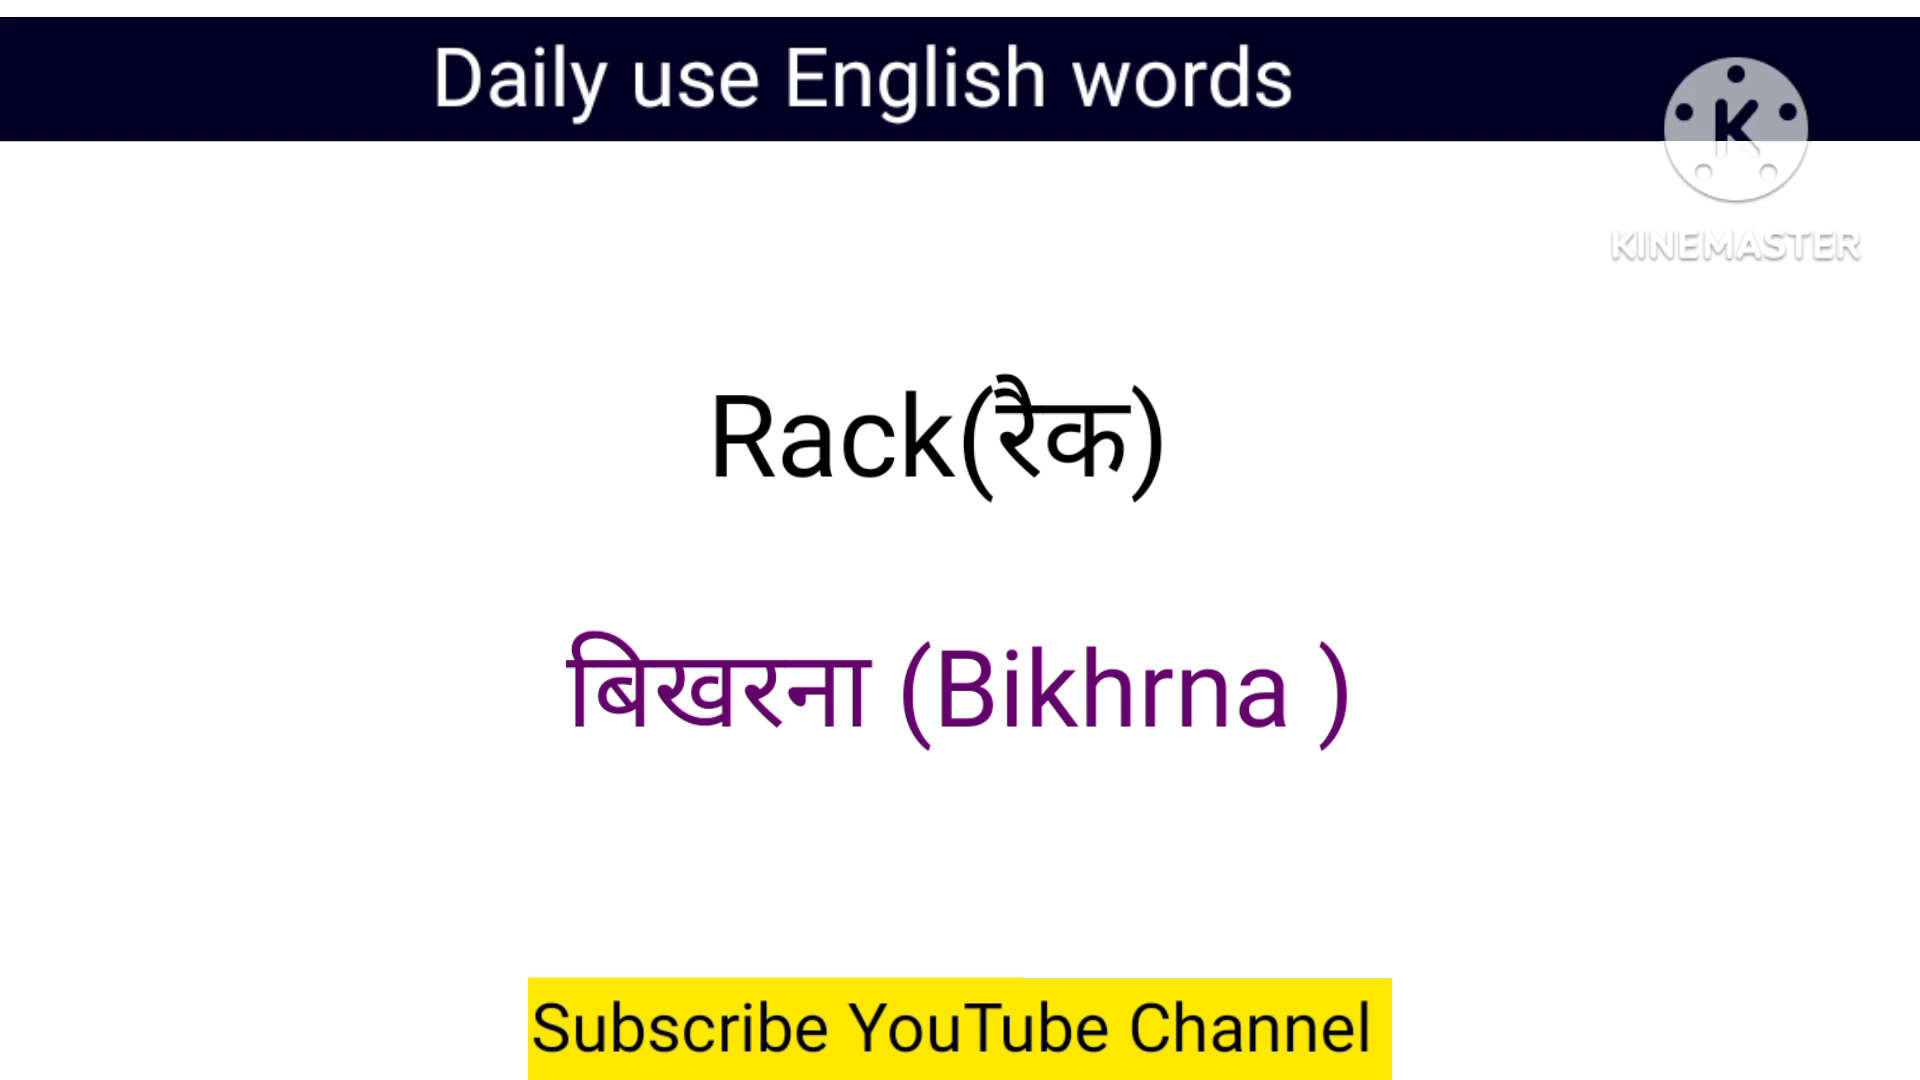 Daily use English words
K
KINEMASTER
Rack(रैक)
बिखरना (Bikhrna )
Subscribe YouTube Channel